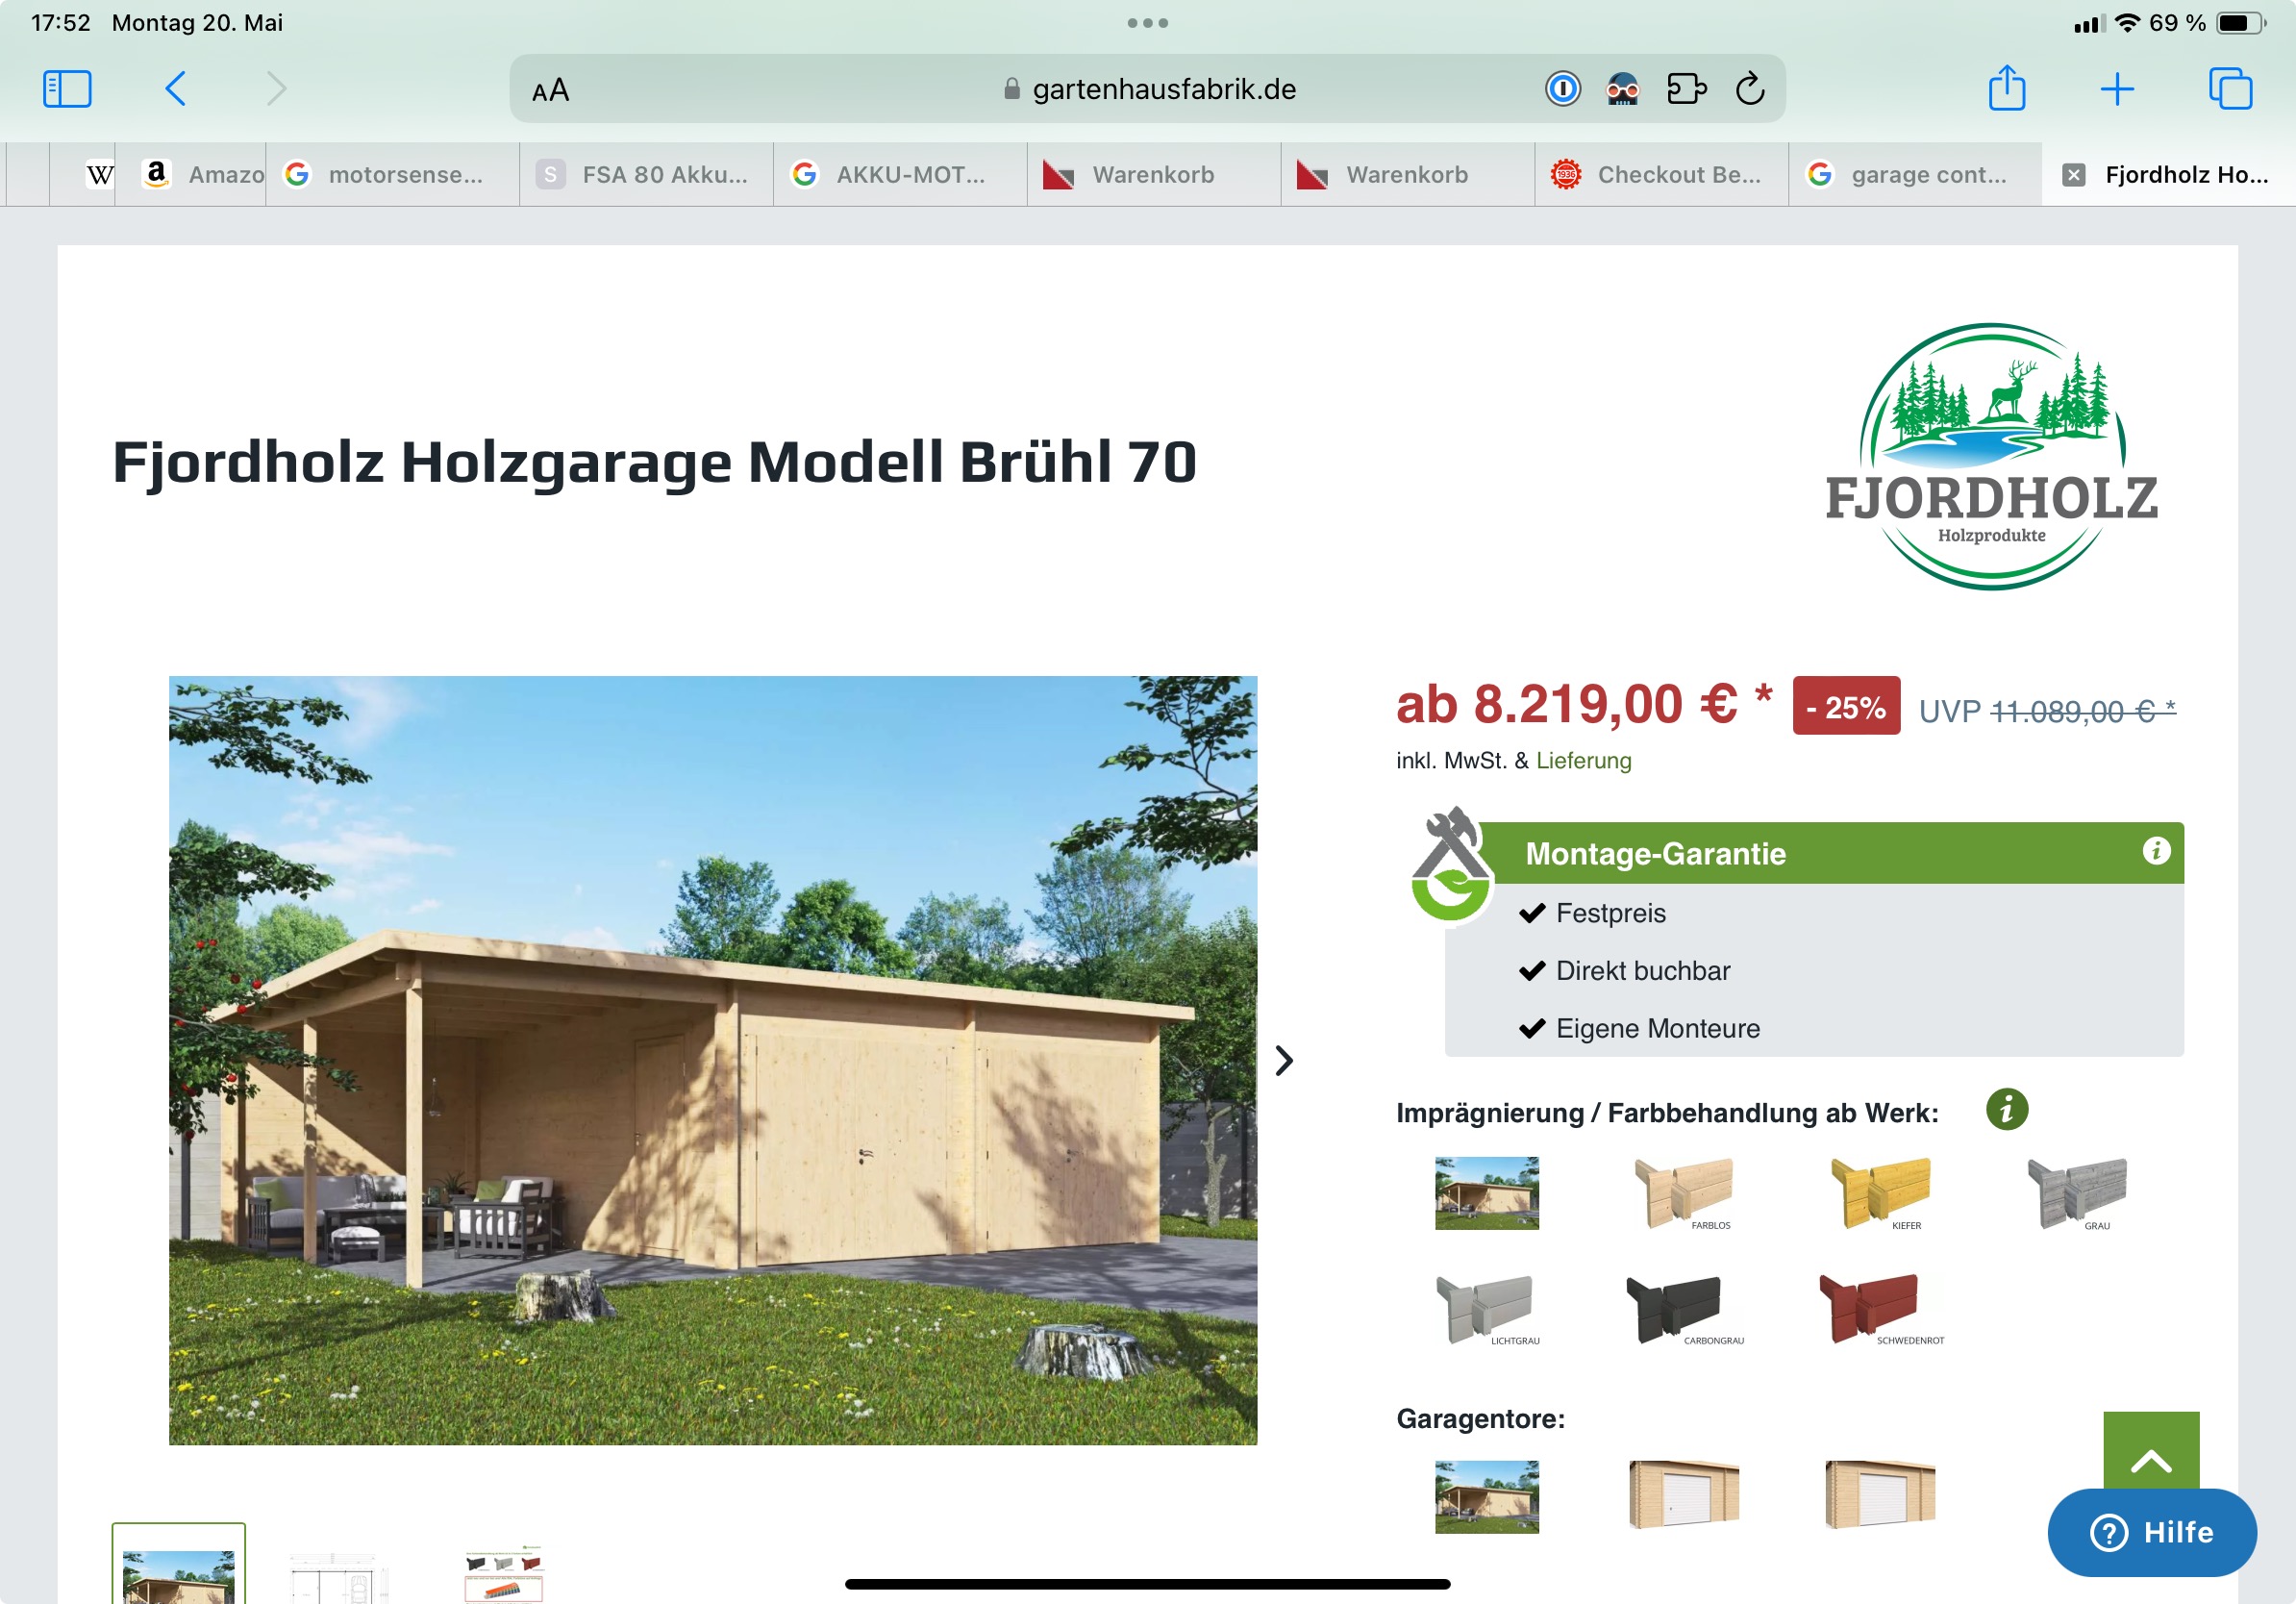 17:52 Montag 20. Mai
69 %
AA
gartenhausfabrik.de
W
a Amazo
G motorsense...
S FSA 80 Akku...
G AKKU-MOT...
Warenkorb
Warenkorb
1936 Checkout Be...
G garage cont...
Fjordholz Ho...
Fjordholz Holzgarage Modell Brühl 70
FJORDHOLZ
Holzprodukte
ab 8.219,00 € * - 25% UVP 11.089,00 € *
inkl. MwSt. & Lieferung
Montage-Garantie
Festpreis
Direkt buchbar
Eigene Monteure
Imprägnierung / Farbbehandlung ab Werk:
FARBLOS
KIEFER
GRAU
LICHTGRAU
CARBONGRAU
SCHWEDENROT
Garagentore:
Hilfe